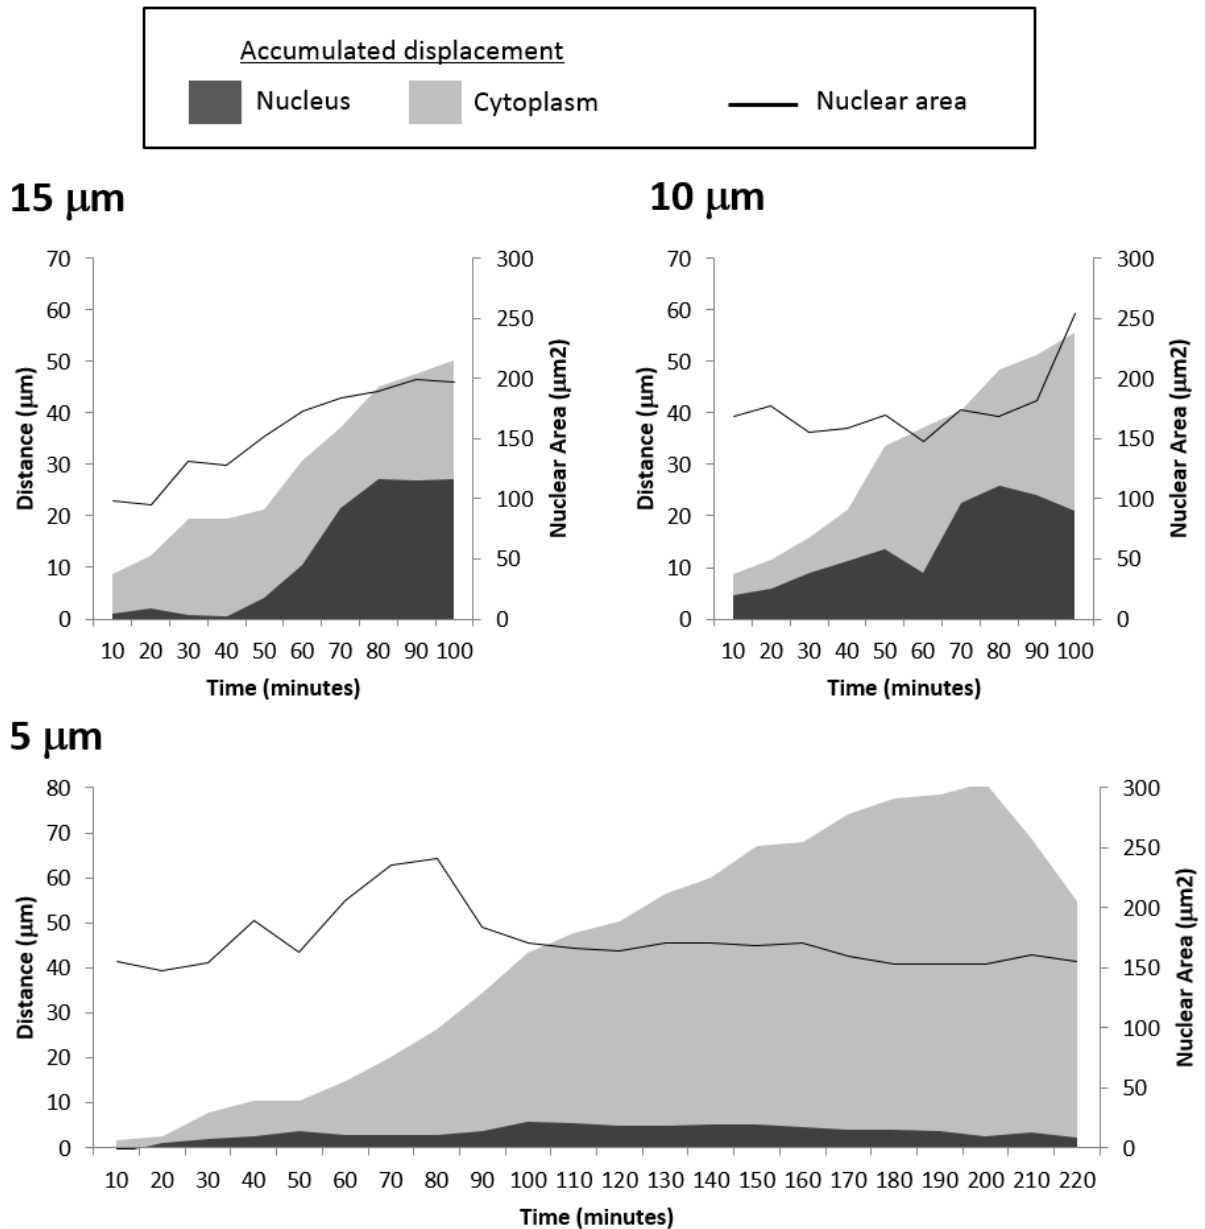 Accumulated displacement
Nucleus Cytoplasm Nuclear area
15 μm
70
60
50
40
30
20
10
0
Distance (μm)
300
250
200
150
100
50
0
Nuclear Area (μm2)
10 20 30 40 50 60 70 80 90 100
Time (minutes)
10 μm
70
60
50
40
30
20
10
0
Distance (μm)
300
250
200
150
100
50
0
Nuclear Area (μm2)
10 20 30 40 50 60 70 80 90 100
Time (minutes)
5 μm
80
70
60
50
40
30
20
10
0
Distance (μm)
300
250
200
150
100
50
0
Nuclear Area (μm2)
10 20 30 40 50 60 70 80 90 100 110 120 130 140 150 160 170 180 190 200 210 220
Time (minutes)